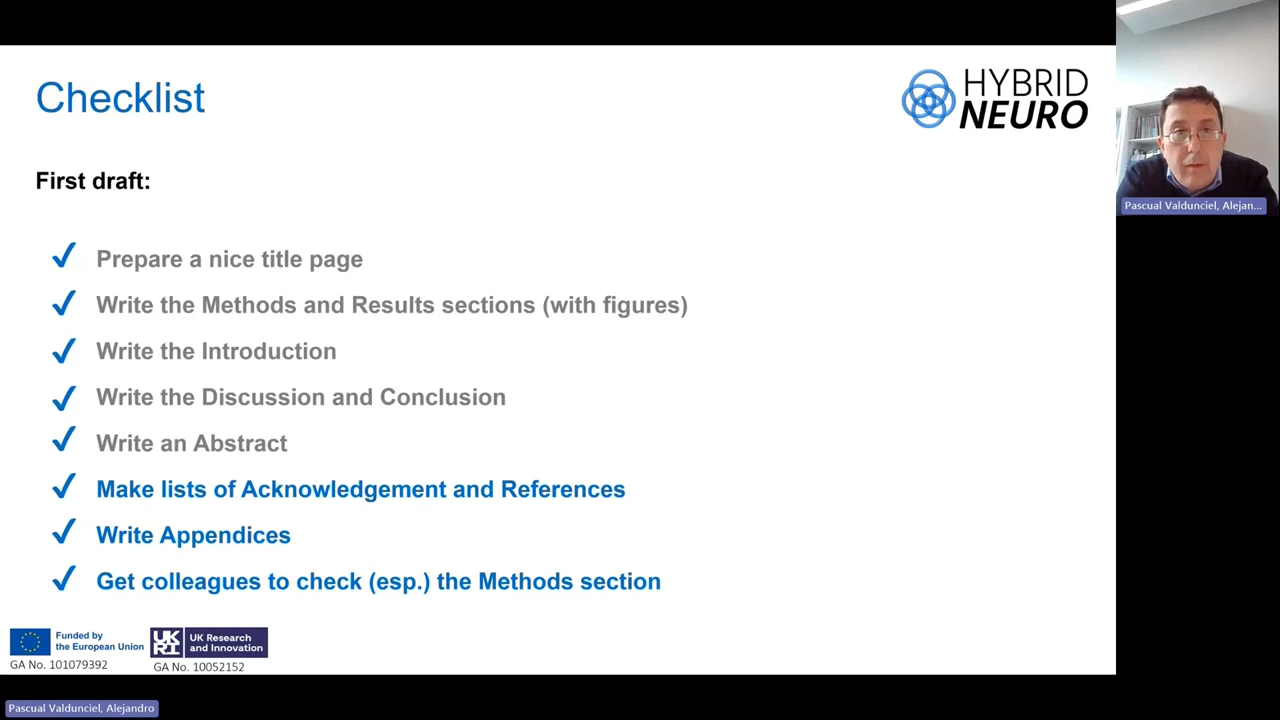 Checklist
HYBRID
NEURO
Pascual Valdunciel, Alejan...
First draft:
✓ Prepare a nice title page
✓ Write the Methods and Results sections (with figures)
✓ Write the Introduction
✓ Write the Discussion and Conclusion
✓ Write an Abstract
✓ Make lists of Acknowledgement and References
✓ Write Appendices
✓ Get colleagues to check (esp.) the Methods section
Funded by
the European Union
GA No. 101079392
UKRI
UK Research
and Innovation
GA No. 10052152
Pascual Valdunciel, Alejandro